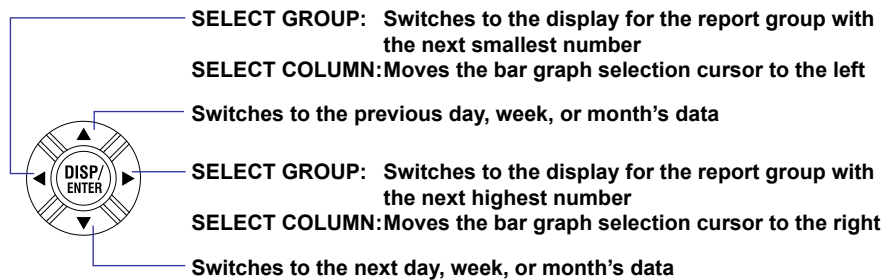 SELECT GROUP: Switches to the display for the report group with
the next smallest number
SELECT COLUMN:Moves the bar graph selection cursor to the left
Switches to the previous day, week, or month's data
DISP/
ENTER
SELECT GROUP: Switches to the display for the report group with
the next highest number
SELECT COLUMN:Moves the bar graph selection cursor to the right
Switches to the next day, week, or month's data